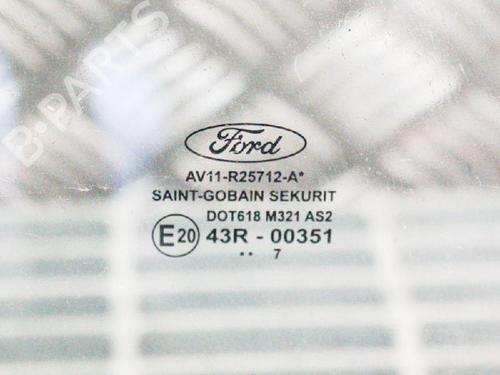 B-PARTS
Ford
AV11-R25712-A*
SAINT-GOBAIN SEKURIT
DOT618 M321 AS2
E20 43R - 00351
.. 7